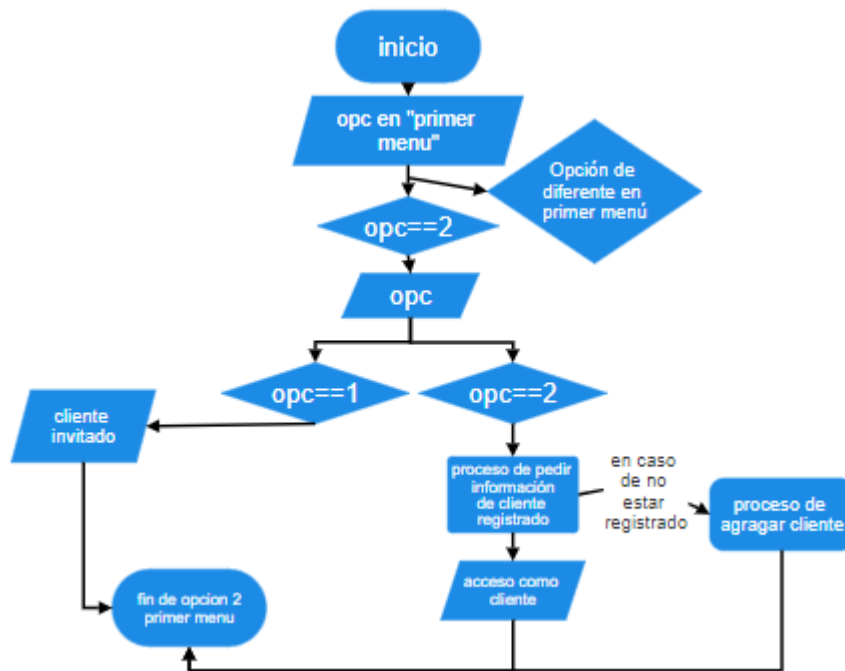 inicio
opc en "primer
menu"
Opción de
diferente en
primer menú
opc==2
opc
opc==1
opc==2
cliente
invitado
proceso de pedir
información
de cliente
registrado
en caso
de no
estar
registrado
proceso de
agragar cliente
acceso como
cliente
fin de opcion 2
primer menu